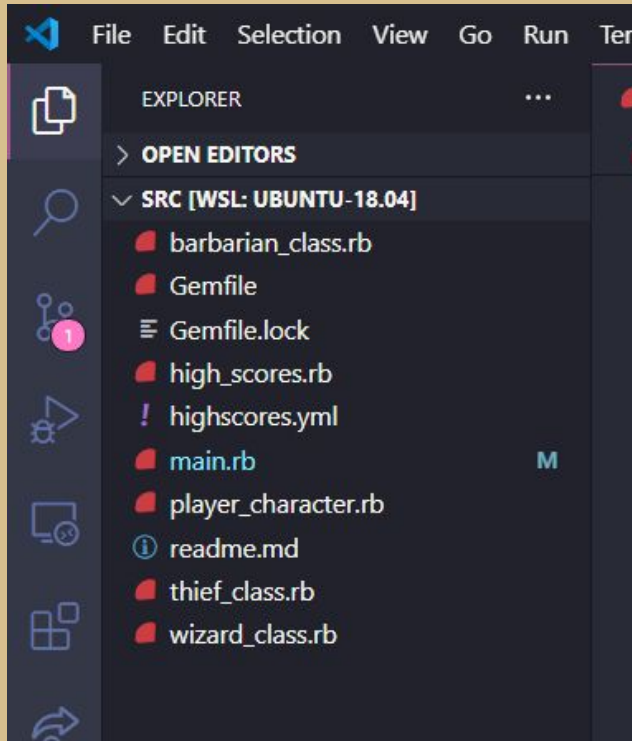 File Edit Selection View Go Run Ter
EXPLORER ...
OPEN EDITORS
SRC [WSL: UBUNTU-18.04]
barbarian_class.rb
Gemfile
Gemfile.lock
high_scores.rb
1
! highscores.yml
main.rb M
player_character.rb
readme.md
thief_class.rb
wizard_class.rb